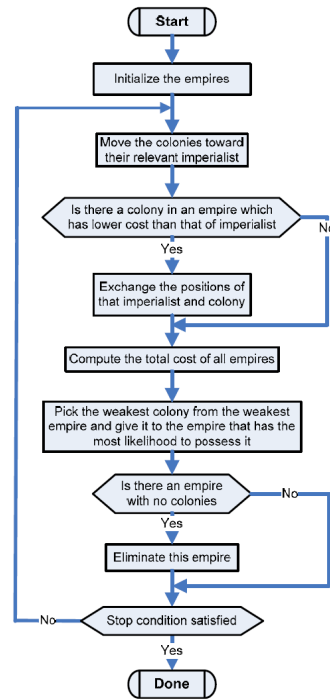 Start
Initialize the empires
Move the colonies toward
their relevant imperialist
Is there a colony in an empire which
has lower cost than that of imperialist
No
Yes
Exchange the positions of
that imperialist and colony
Compute the total cost of all empires
Pick the weakest colony from the weakest
empire and give it to the empire that has the
most likelihood to possess it
Is there an empire
with no colonies
No
Yes
Eliminate this empire
No
Stop condition satisfied
Yes
Done